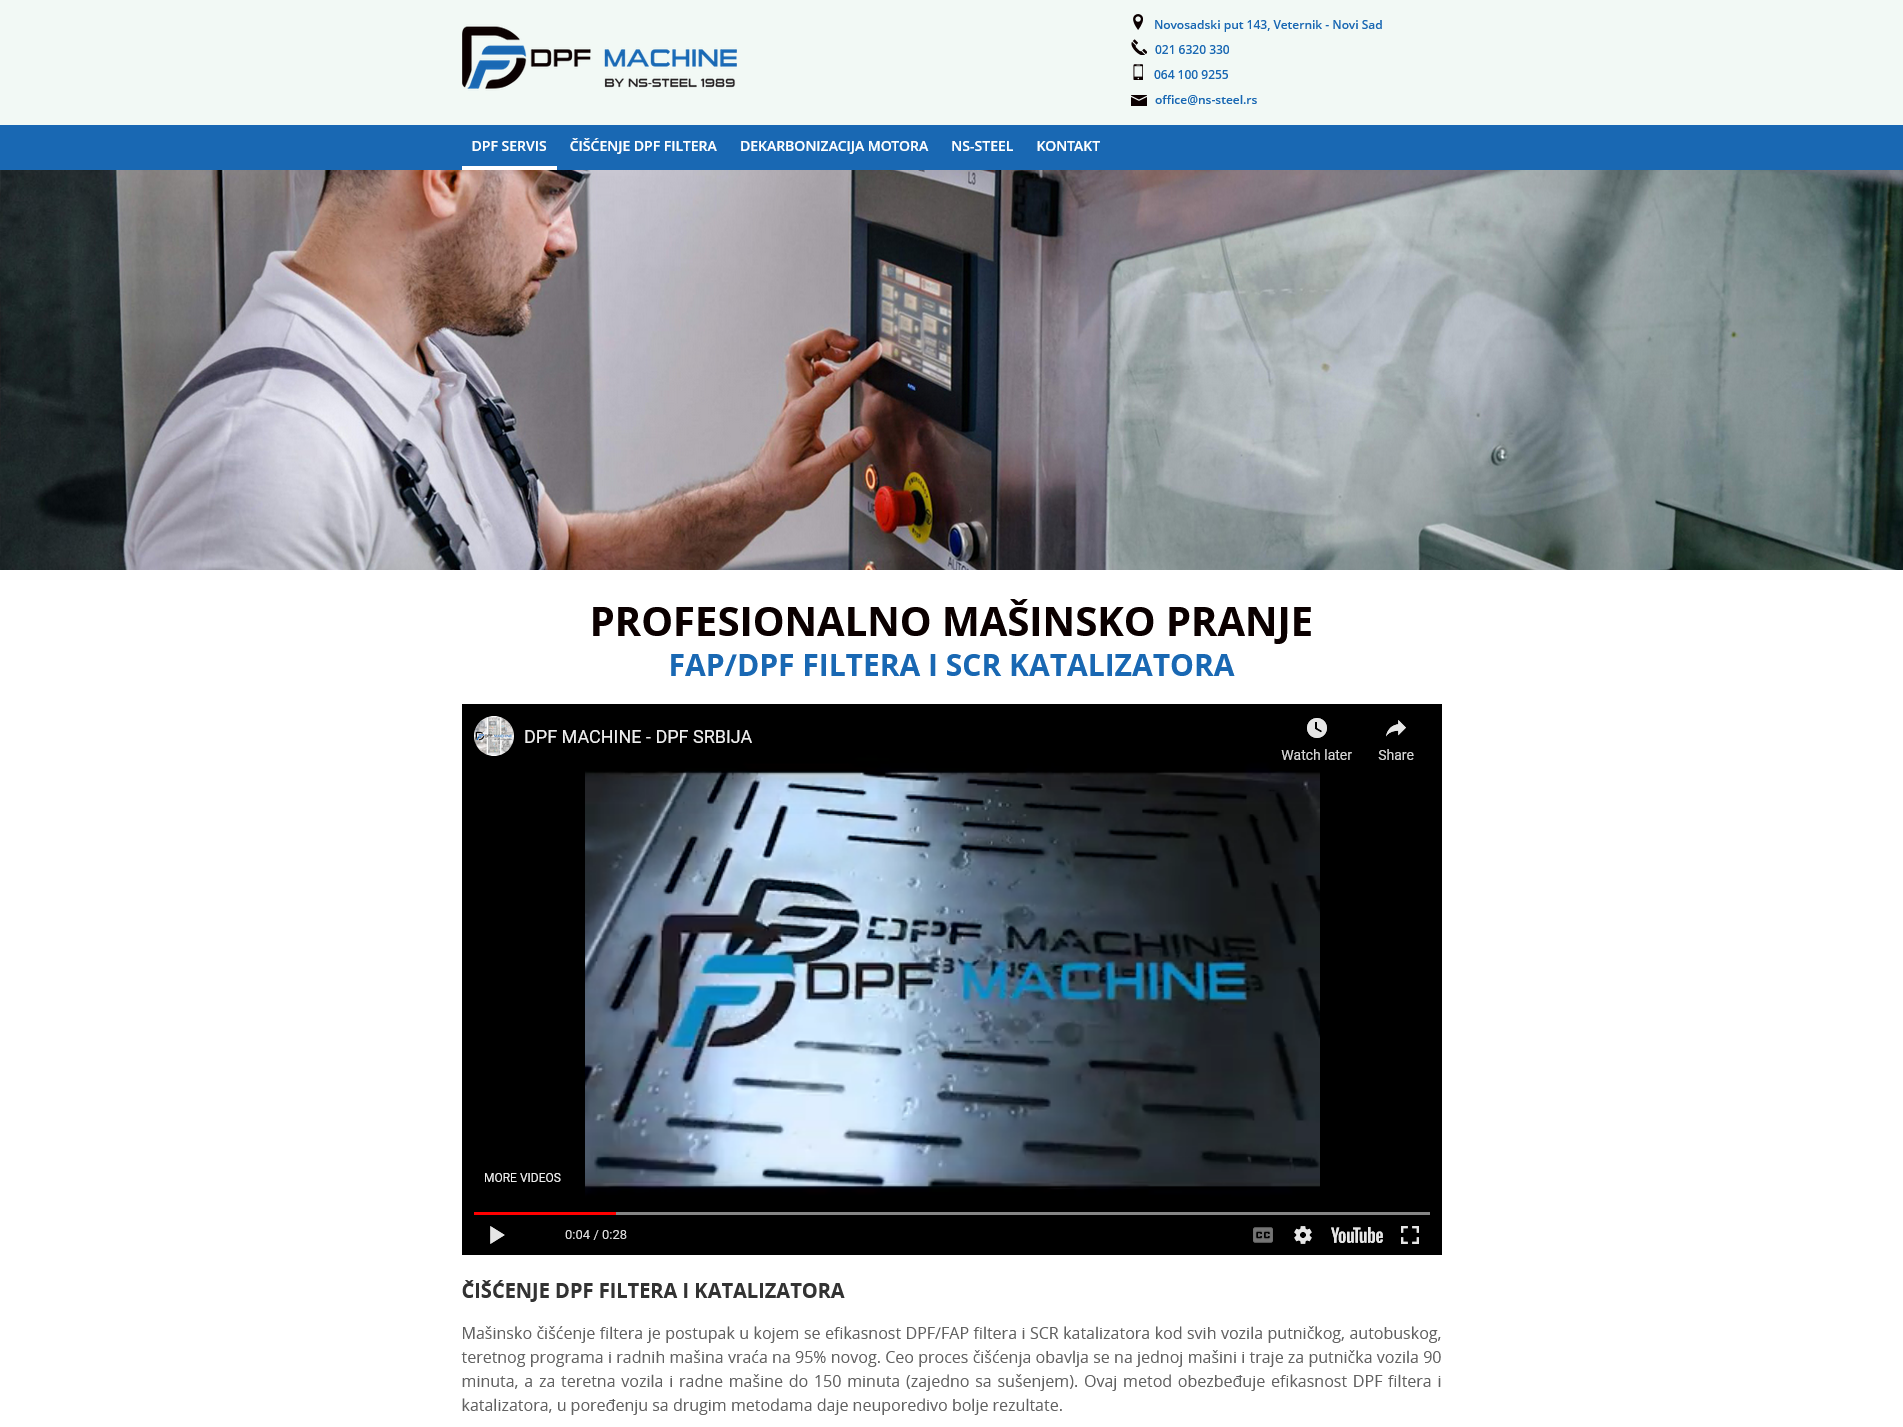 DPF MACHINE
BY NS-STEEL 1989
Novosadski put 143, Veternik - Novi Sad
021 6320 330
064 100 9255
office@ns-steel.rs
DPF SERVIS ČIŠĆENJE DPF FILTERA DEKARBONIZACIJA MOTORA NS-STEEL KONTAKT
L3
PROFESIONALNO MAŠINSKO PRANJE
FAP/DPF FILTERA I SCR KATALIZATORA
DPF MACHINE - DPF SRBIJA
Watch later
Share
DPF MACHINE
BY NS-S
DPF MACHINE
MORE VIDEOS
0:04 / 0:28
CC
YouTube
ČIŠĆENJE DPF FILTERA I KATALIZATORA
Mašinsko čišćenje filtera je postupak u kojem se efikasnost DPF/FAP filtera i SCR katalizatora kod svih vozila putničkog, autobuskog,
teretnog programa i radnih mašina vraća na 95% novog. Ceo proces čišćenja obavlja se na jednoj mašini i traje za putnička vozila 90
minuta, a za teretna vozila i radne mašine do 150 minuta (zajedno sa sušenjem). Ovaj metod obezbeđuje efikasnost DPF filtera i
katalizatora, u poređenju sa drugim metodama daje neuporedivo bolje rezultate.